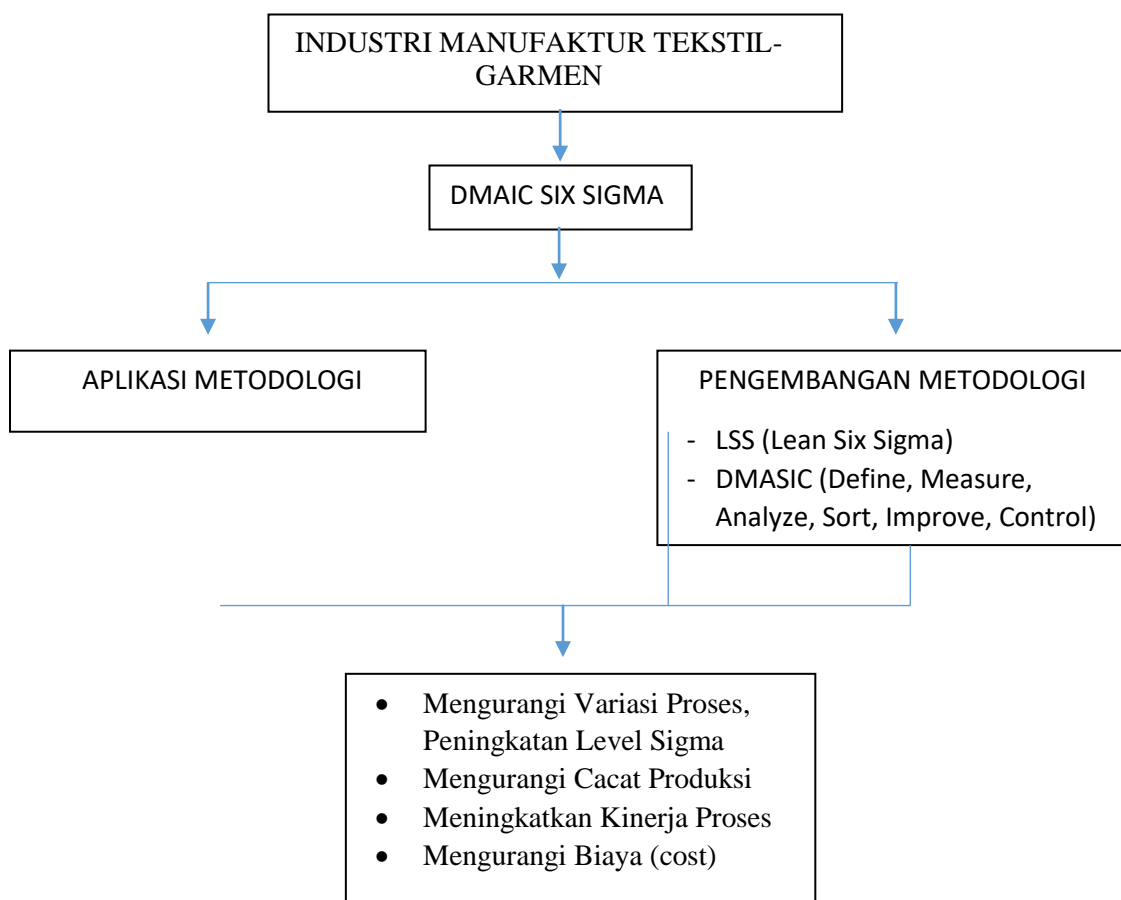 INDUSTRI MANUFAKTUR TEKSTIL-
GARMEN
DMAIC SIX SIGMA
APLIKASI METODOLOGI
PENGEMBANGAN METODOLOGI
- LSS (Lean Six Sigma)
- DMASIC (Define, Measure,
Analyze, Sort, Improve, Control)
• Mengurangi Variasi Proses,
Peningkatan Level Sigma
• Mengurangi Cacat Produksi
• Meningkatkan Kinerja Proses
• Mengurangi Biaya (cost)